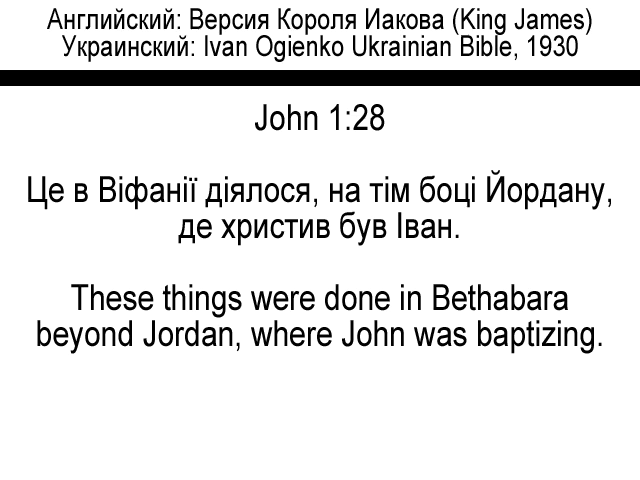 Английский: Версия Короля Иакова (King James)
Украинский: Ivan Ogienko Ukrainian Bible, 1930
John 1:28
Це в Віфанії діялося, на тім боці Йордану,
де христив був Іван.
These things were done in Bethabara
beyond Jordan, where John was baptizing.